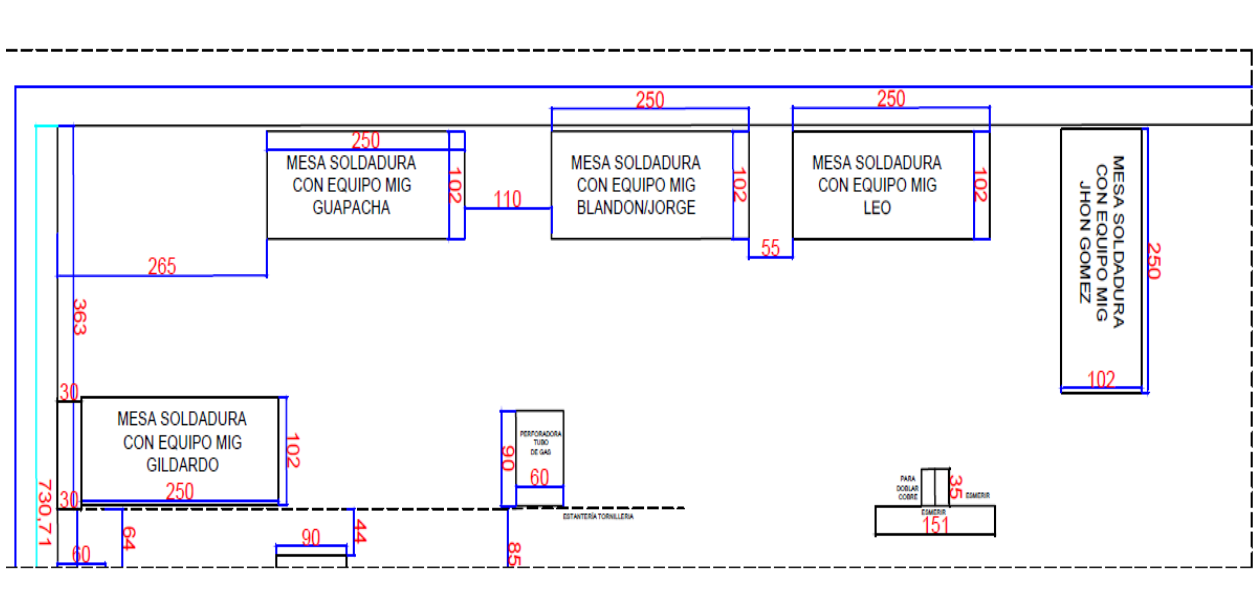 250
250
250
MESA SOLDADURA
CON EQUIPO MIG
GUAPACHA
102
110
MESA SOLDADURA
CON EQUIPO MIG
BLANDON/JORGE
102
55
MESA SOLDADURA
CON EQUIPO MIG
LEO
102
MESA SOLDADURA
CON EQUIPO MIG
JHON GOMEZ
250
102
265
363
30
MESA SOLDADURA
CON EQUIPO MIG
GILDARDO
102
250
30
730,71
60
64
90
44
PERFORADORA
TUBO
DE GAS
90
60
ESTANTERÍA TORNILLERIA
85
PARA
DOBLAR
COBRE
35
ESMERIR
ESMERIR
151